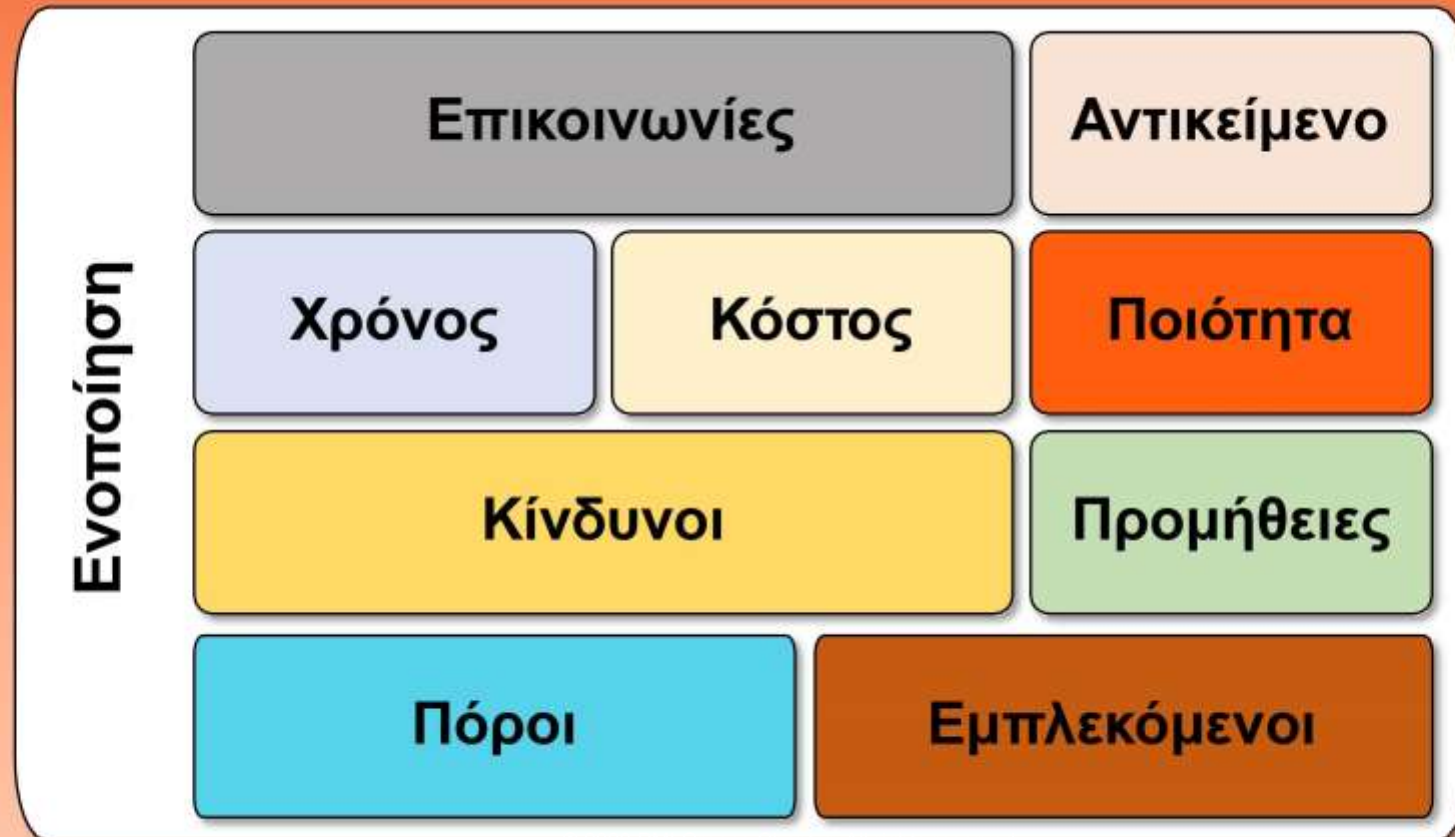 Ενοποίηση
Επικοινωνίες
Αντικείμενο
Χρόνος
Κόστος
Ποιότητα
Κίνδυνοι
Προμήθειες
Πόροι
Εμπλεκόμενοι